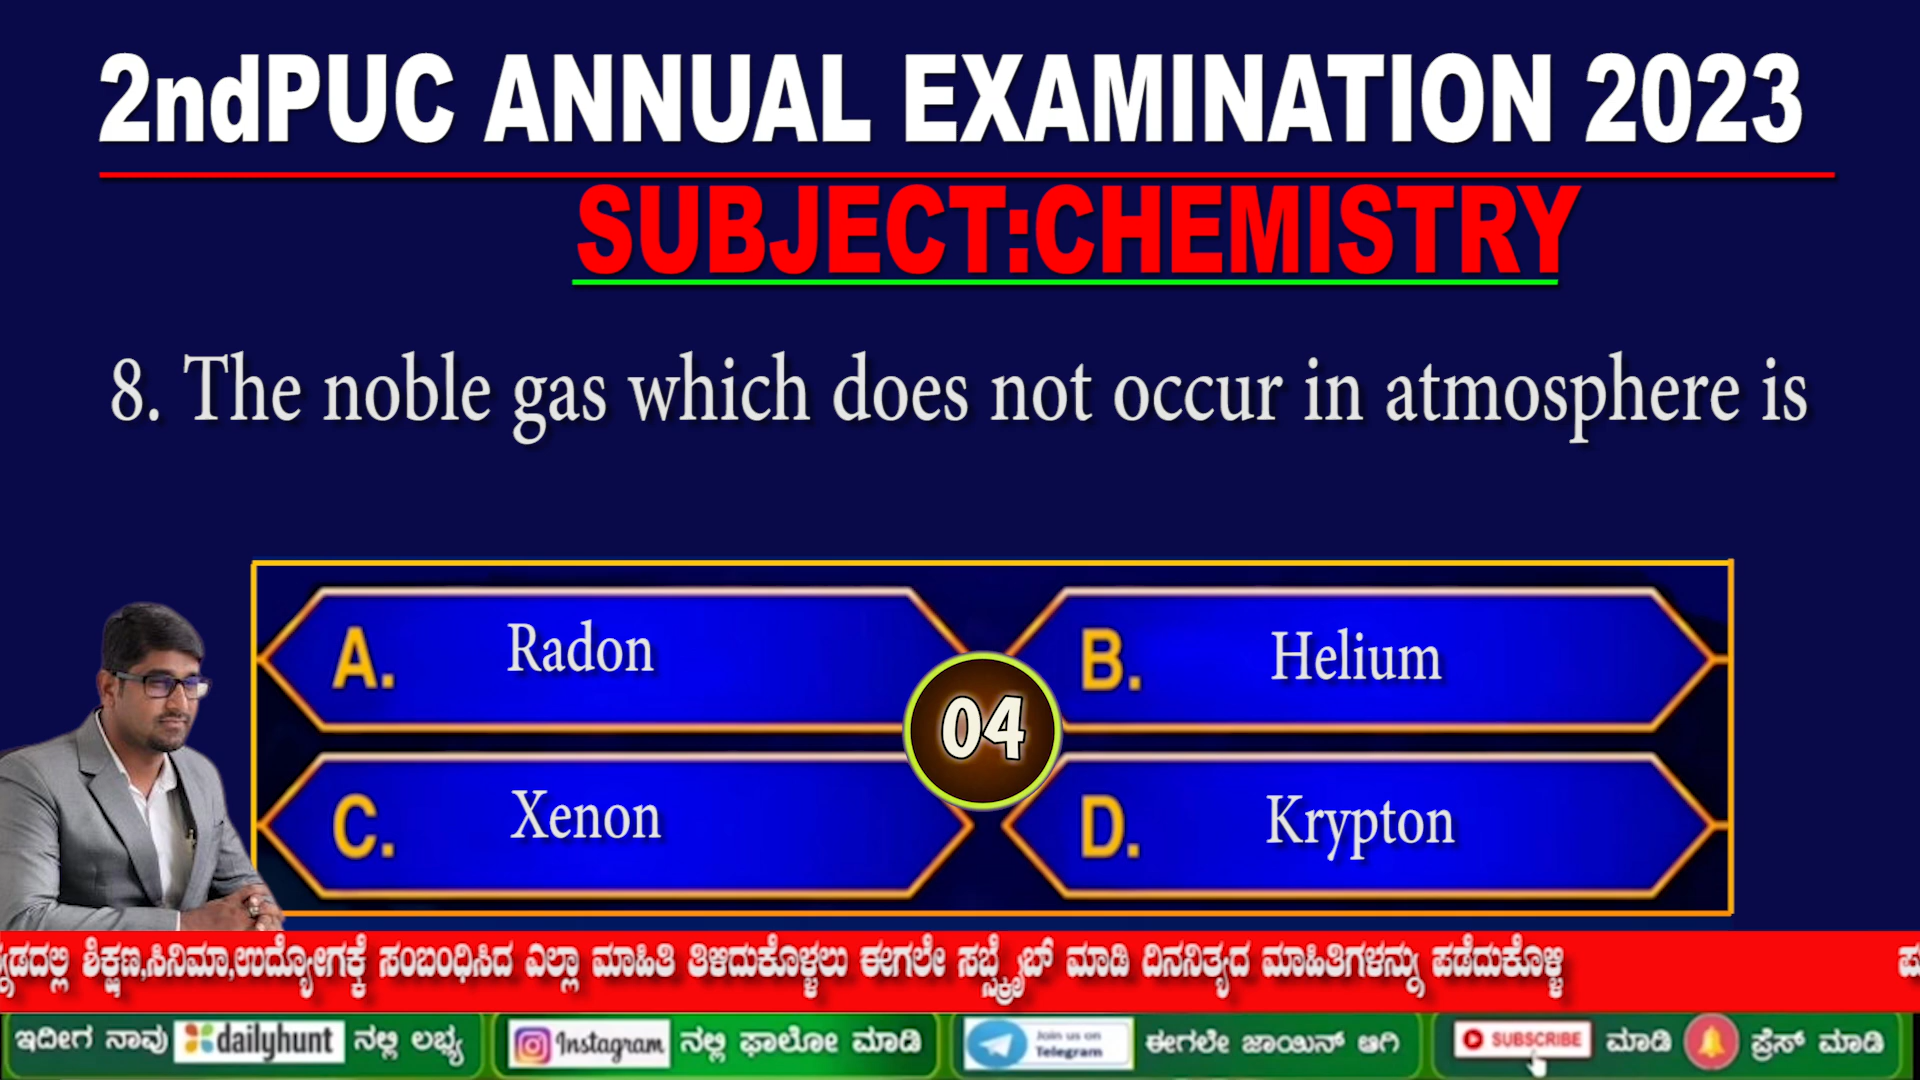 2ndPUC ANNUAL EXAMINATION 2023
SUBJECT:CHEMISTRY
8. The noble gas which does not occur in atmosphere is
A. Radon
B. Helium
04
C. Xenon
D. Krypton
ಶಿಕ್ಷಣ,ಸಿನಿಮಾ,ಉದ್ಯೋಗಕ್ಕೆ ಸಂಬಂಧಿಸಿದ ಎಲ್ಲಾ ಮಾಹಿತಿ ತಿಳಿದುಕೊಳ್ಳಲು ಈಗಲೇ ಸಬ್ಸ್ಕ್ರೈಬ್ ಮಾಡಿ ದಿನನಿತ್ಯದ ಮಾಹಿತಿಗಳನ್ನು ಪಡೆದುಕೊಳ್ಳಿ
ಇದೀಗ ನಾವು dailyhunt ನಲ್ಲಿ ಲಭ್ಯ
Instagram ನಲ್ಲಿ ಫಾಲೋ ಮಾಡಿ
Join us on
Telegram
ಈಗಲೇ ಜಾಯಿನ್ ಆಗಿ
SUBSCRIBE ಮಾಡಿ ಪ್ರೆಸ್ ಮಾಡಿ